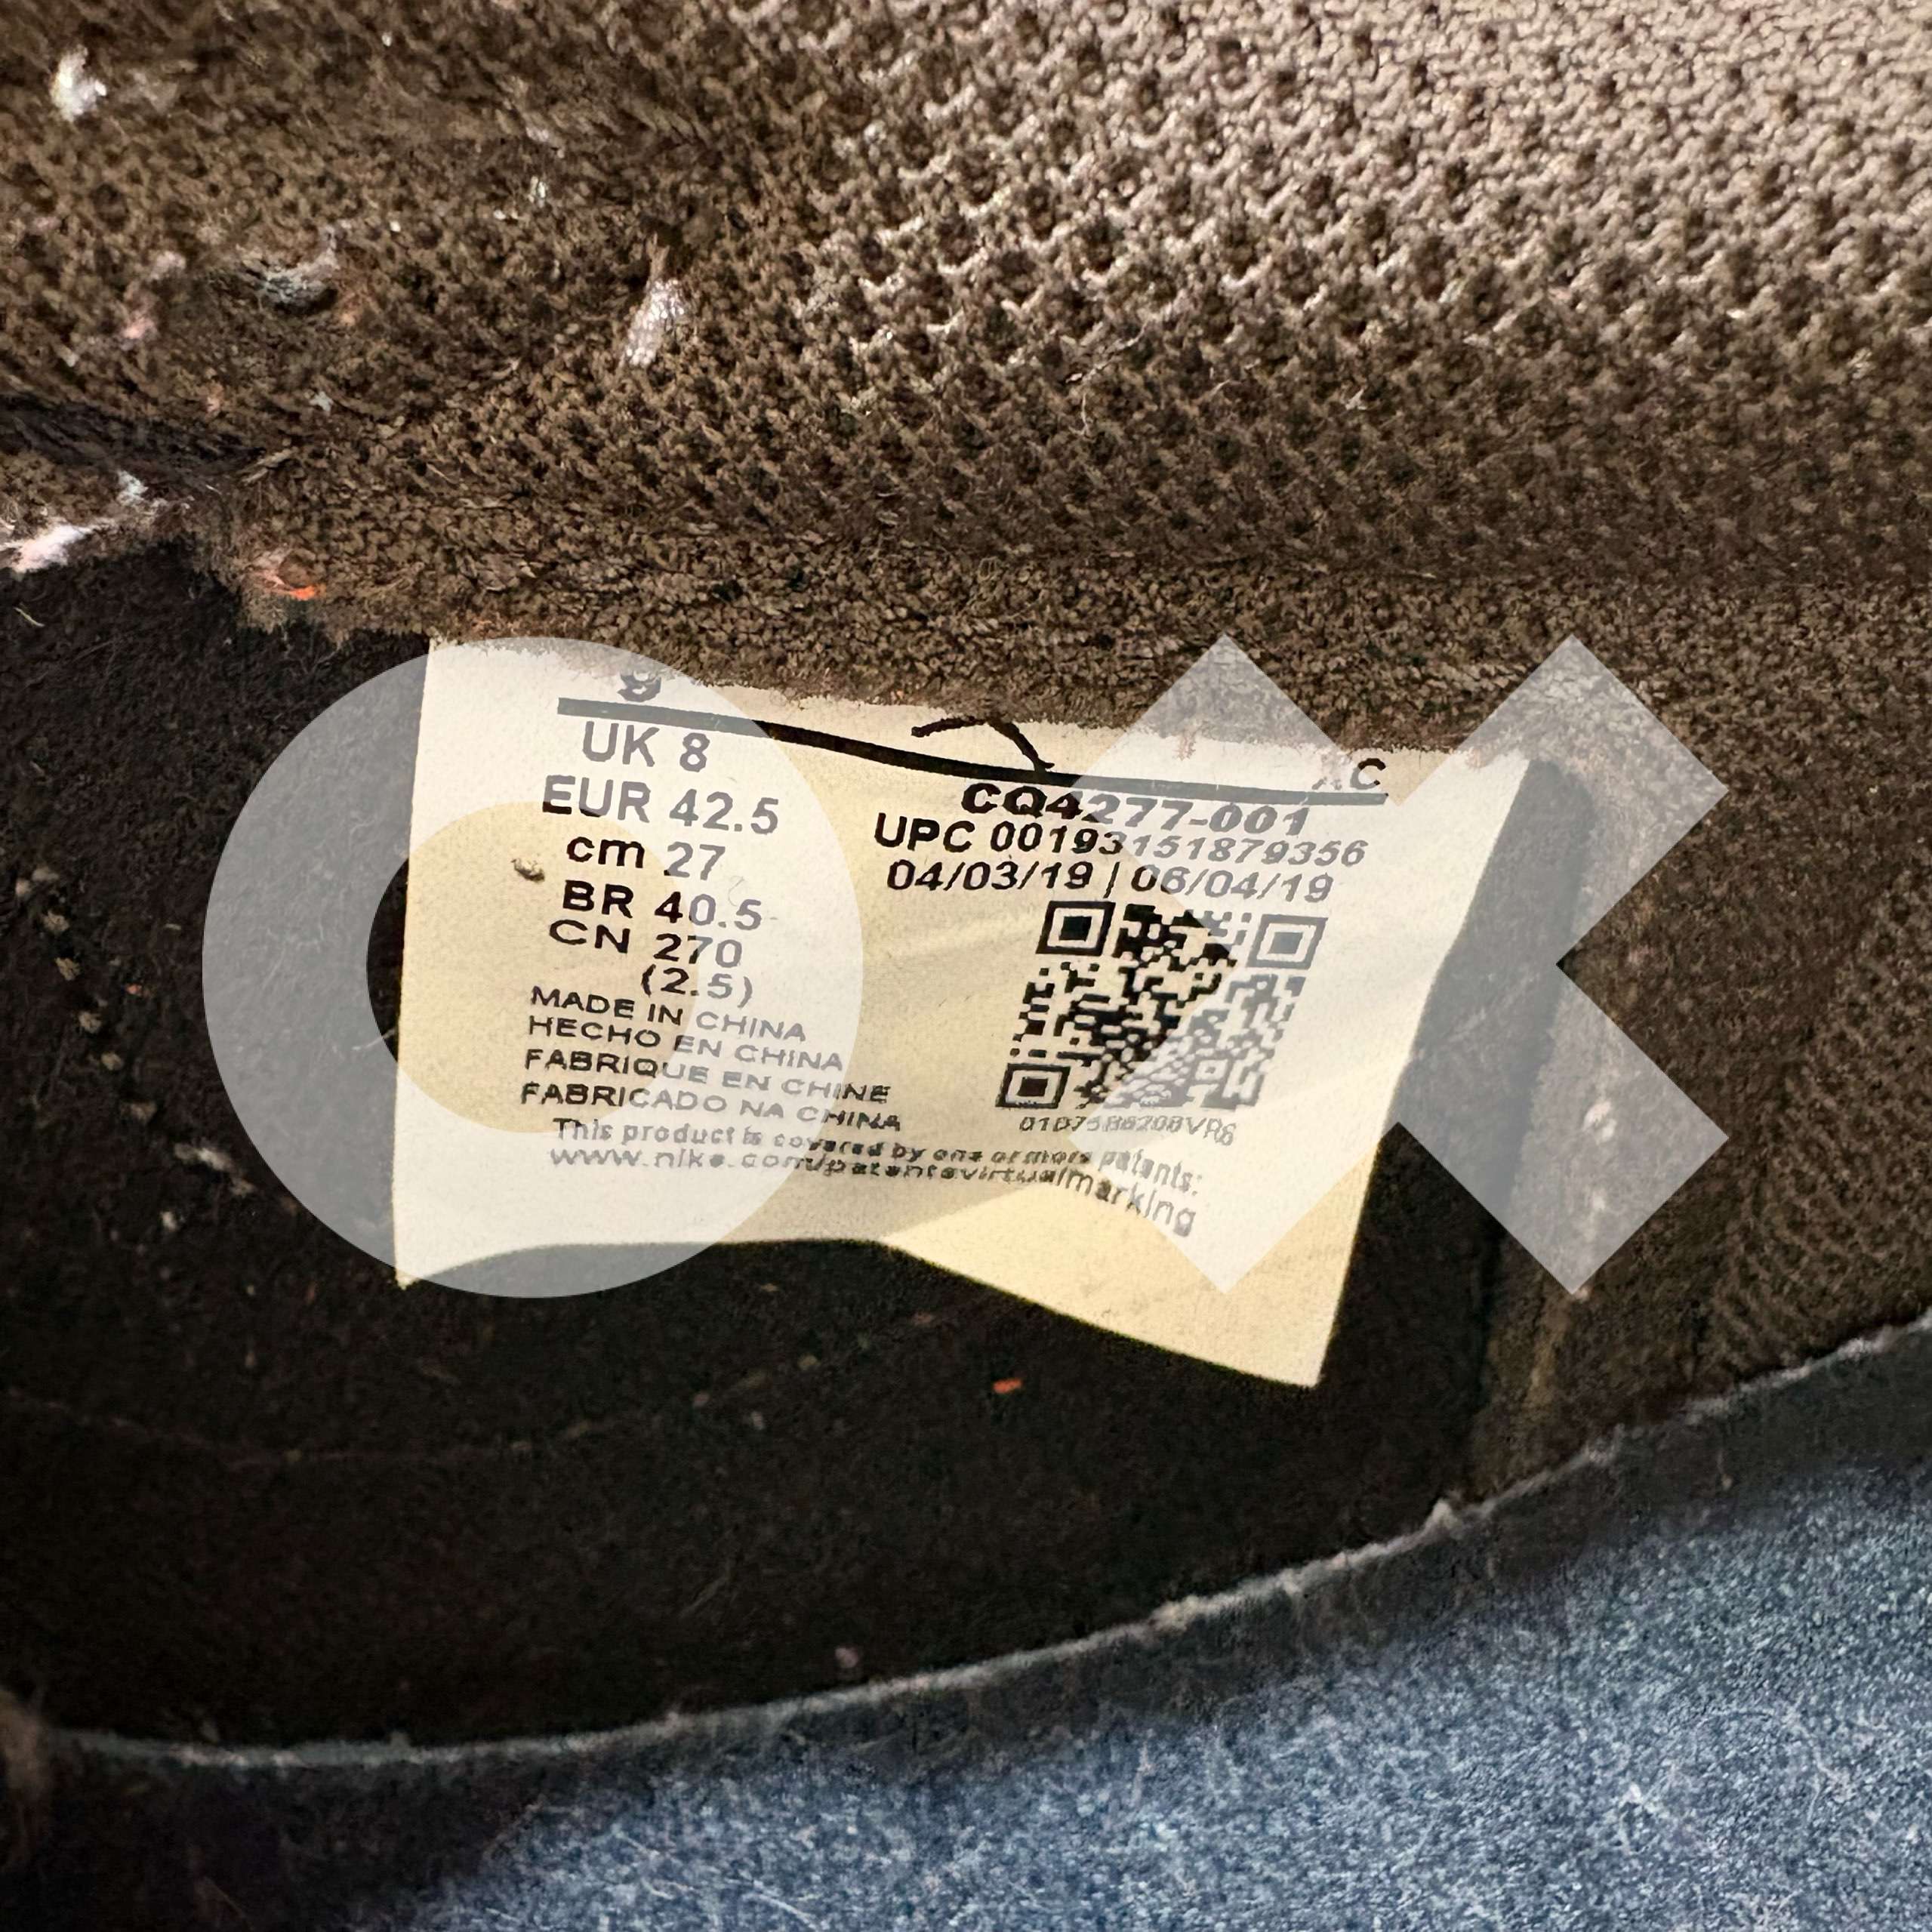 9
UK 8
EUR 42.5
cm 27
BR 40.5
CN 270
(2.5)
MADE IN CHINA
HECHO EN CHINA
FABRIQUE EN CHINE
FABRICADO NA CHINA
This product is covered by one or more patents:
www.nike.com/patentsvirtualmarking
CQ4277-001
UPC 00193151879356
04/03/19 | 06/04/19
OX